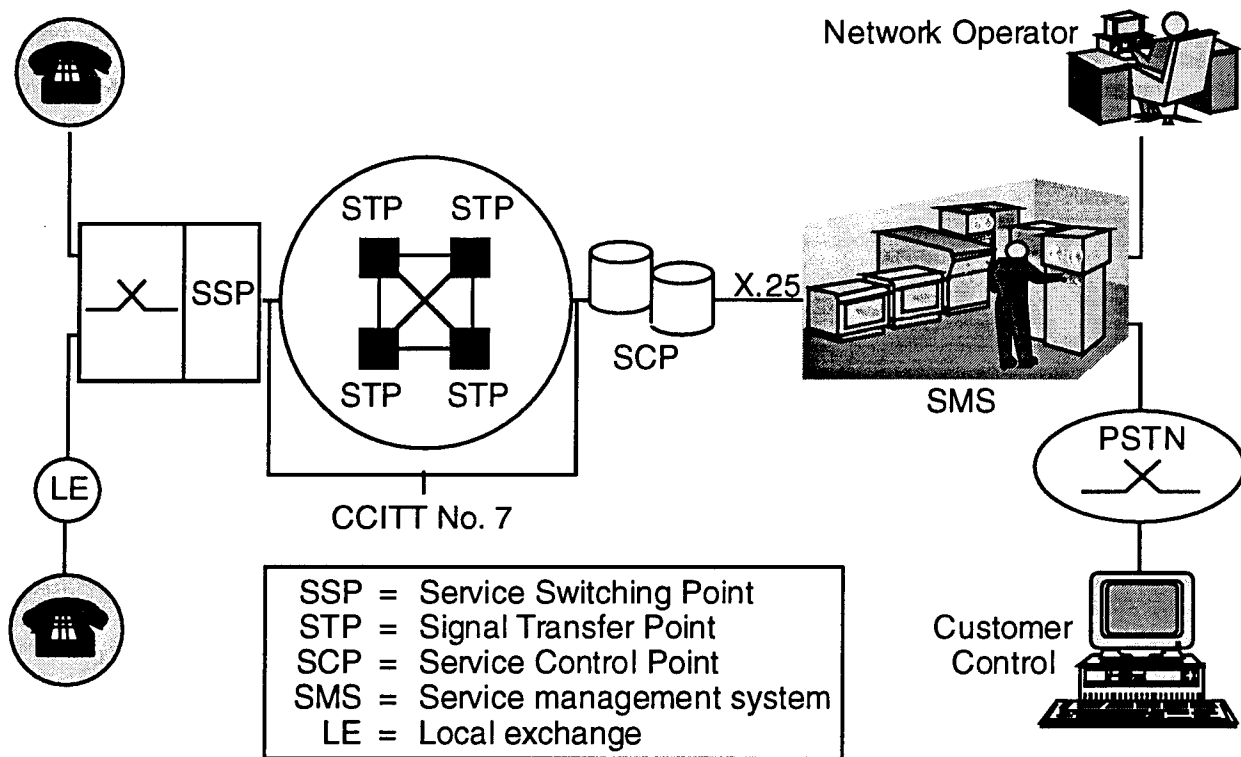 Network Operator
STP STP
SSP
X.25
SCP
STP STP
SMS
PSTN
LE
CCITT No. 7
SSP = Service Switching Point
STP = Signal Transfer Point
SCP = Service Control Point
SMS = Service management system
LE = Local exchange
Customer
Control